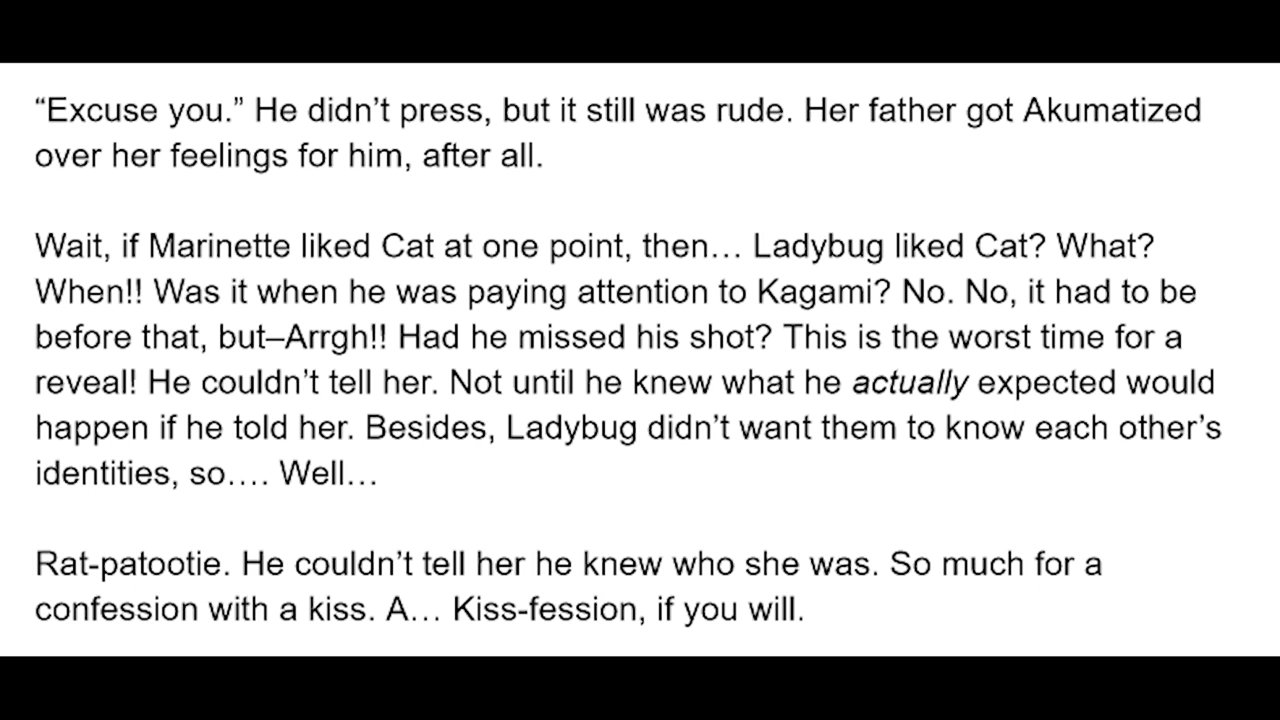 “Excuse you.” He didn’t press, but it still was rude. Her father got Akumatized
over her feelings for him, after all.
Wait, if Marinette liked Cat at one point, then… Ladybug liked Cat? What?
When!! Was it when he was paying attention to Kagami? No. No, it had to be
before that, but–Arrgh!! Had he missed his shot? This is the worst time for a
reveal! He couldn’t tell her. Not until he knew what he actually expected would
happen if he told her. Besides, Ladybug didn’t want them to know each other’s
identities, so…. Well…
Rat-patootie. He couldn’t tell her he knew who she was. So much for a
confession with a kiss. A… Kiss-fession, if you will.